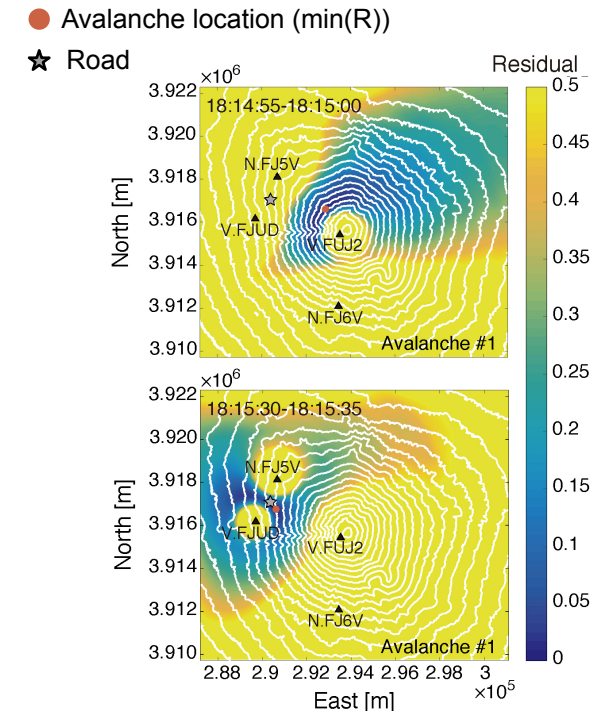 Avalanche location (min(R))
Road
Residual
×10⁶
18:14:55-18:15:00
3.922
3.920
3.918
3.916
3.914
3.912
3.910
North [m]
N.FJ5V
V.FJUD
V.FUJ2
N.FJ6V
Avalanche #1
0.5
0.45
0.4
0.35
0.3
0.25
0.2
0.15
0.1
0.05
0
×10⁶
18:15:30-18:15:35
3.922
3.920
3.918
3.916
3.914
3.912
3.910
North [m]
N.FJ5V
V.FJUD
V.FUJ2
N.FJ6V
Avalanche #1
2.88 2.9 2.92 2.94 2.96 2.98 3
×10⁵
East [m]